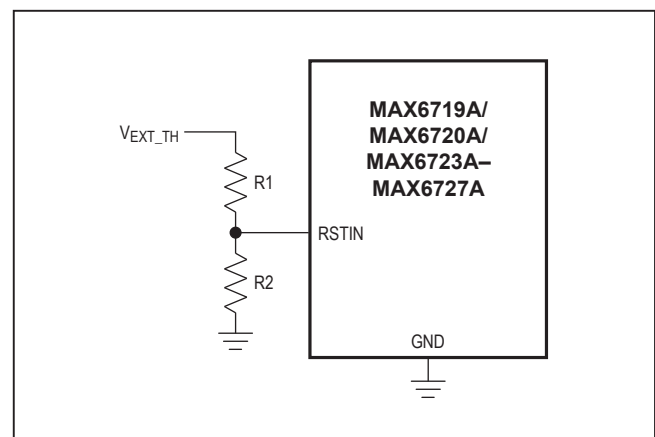 MAX6719A/
MAX6720A/
MAX6723A–
MAX6727A
VEXT_TH
R1
RSTIN
R2
GND